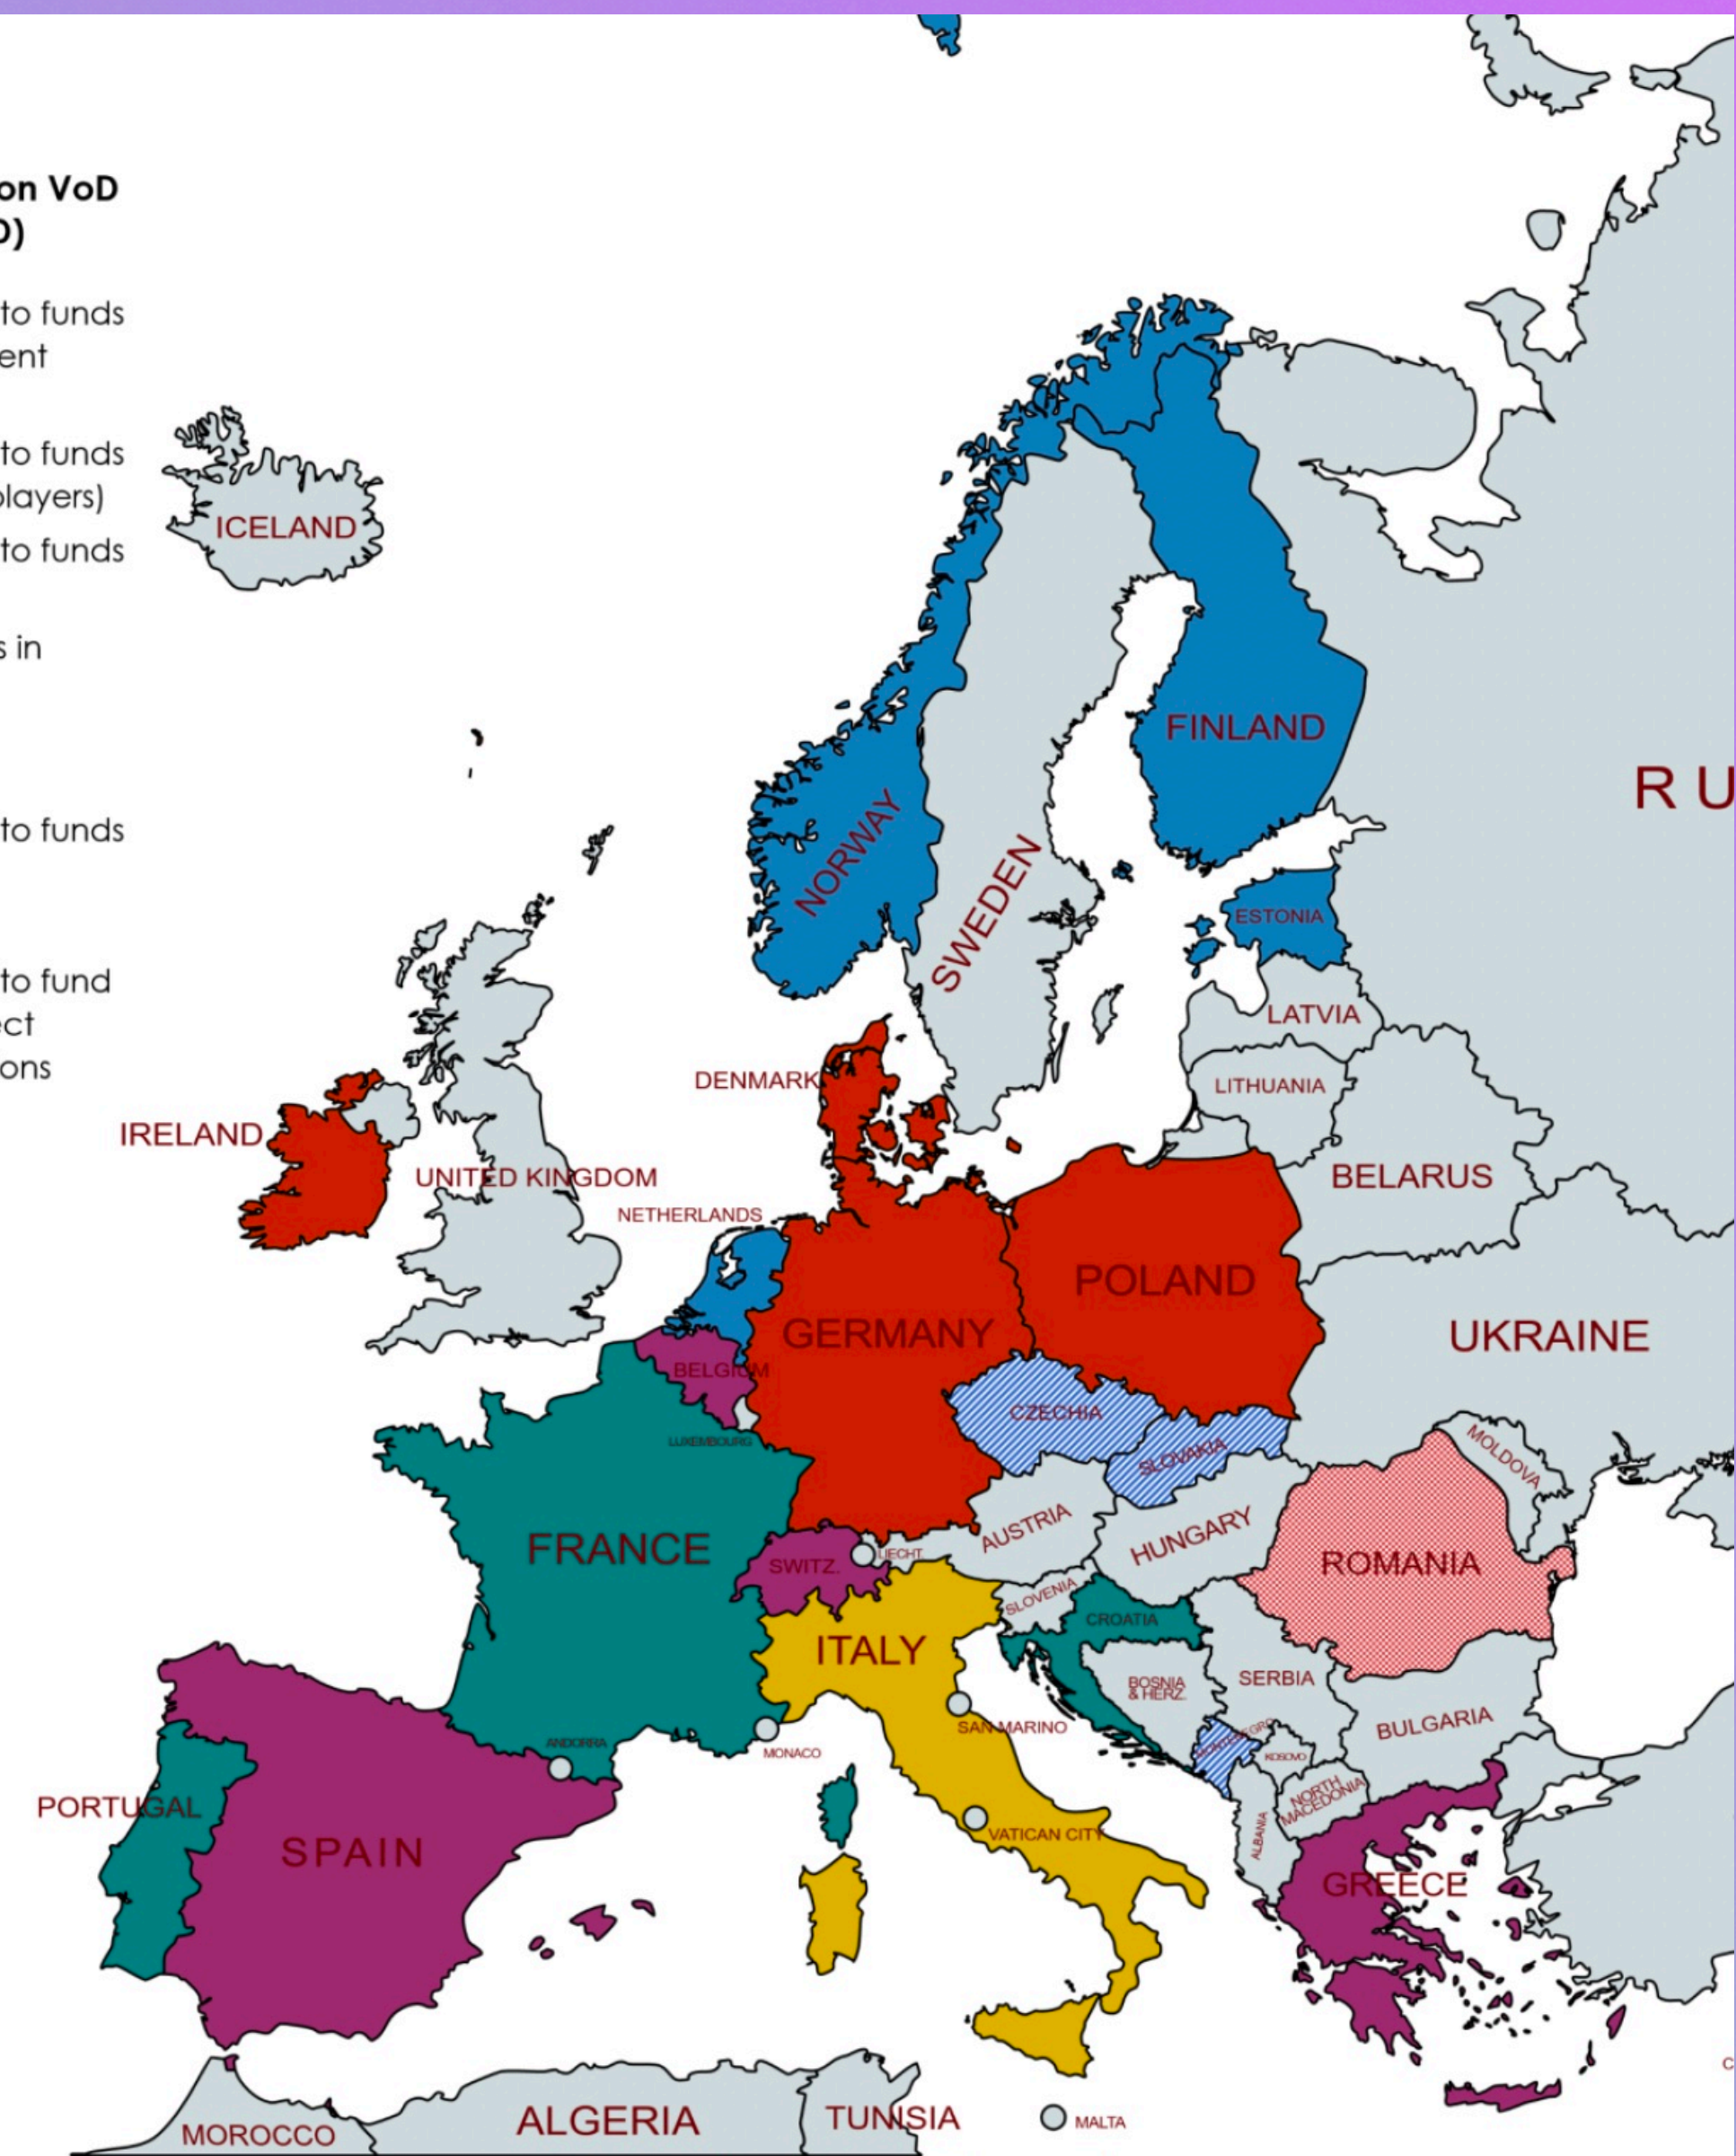 on VoD
D)
to funds
ent
to funds
players)
to funds
s in
to funds
to fund
ect
ons
ICELAND
FINLAND
R U
NORWAY
SWEDEN
ESTONIA
LATVIA
LITHUANIA
DENMARK
IRELAND
UNITED KINGDOM
BELARUS
NETHERLANDS
POLAND
GERMANY
UKRAINE
BELGIUM
CZECHIA
LUXEMBOURG
SLOVAKIA
MOLDOVA
FRANCE
AUSTRIA
HUNGARY
SWITZ.
LIECHT.
ROMANIA
SLOVENIA
CROATIA
ITALY
BOSNIA
& HERZ.
SERBIA
SAN MARINO
MONTENEGRO
BULGARIA
ANDORRA
MONACO
KOSOVO
PORTUGAL
NORTH
MACEDONIA
SPAIN
VATICAN CITY
ALBANIA
GREECE
C
MOROCCO
ALGERIA
TUNISIA
MALTA